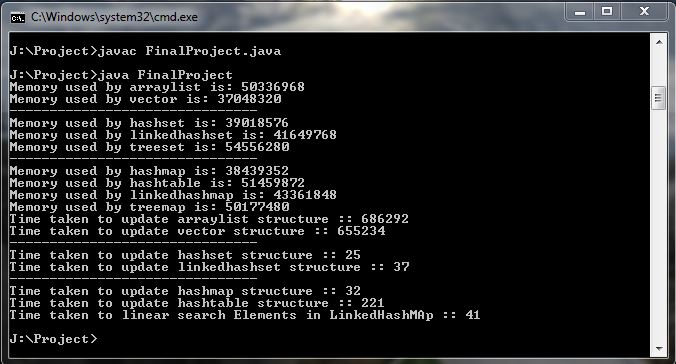 C:\Windows\system32\cmd.exe
J:\Project>javac FinalProject.java
J:\Project>java FinalProject
Memory used by arraylist is: 50336968
Memory used by vector is: 37048320
---------------------------------
Memory used by hashset is: 39018576
Memory used by linkedhashset is: 41649768
Memory used by treeset is: 54556280
---------------------------------
Memory used by hashmap is: 38439352
Memory used by hashtable is: 51459872
Memory used by linkedhashmap is: 43361848
Memory used by treemap is: 50177480
Time taken to update arraylist structure :: 686292
Time taken to update vector structure :: 655234
---------------------------------
Time taken to update hashset structure :: 25
Time taken to update linkedhashset structure :: 37
---------------------------------
Time taken to update hashmap structure :: 32
Time taken to update hashtable structure :: 221
Time taken to linear search Elements in LinkedHashMAp :: 41
J:\Project>